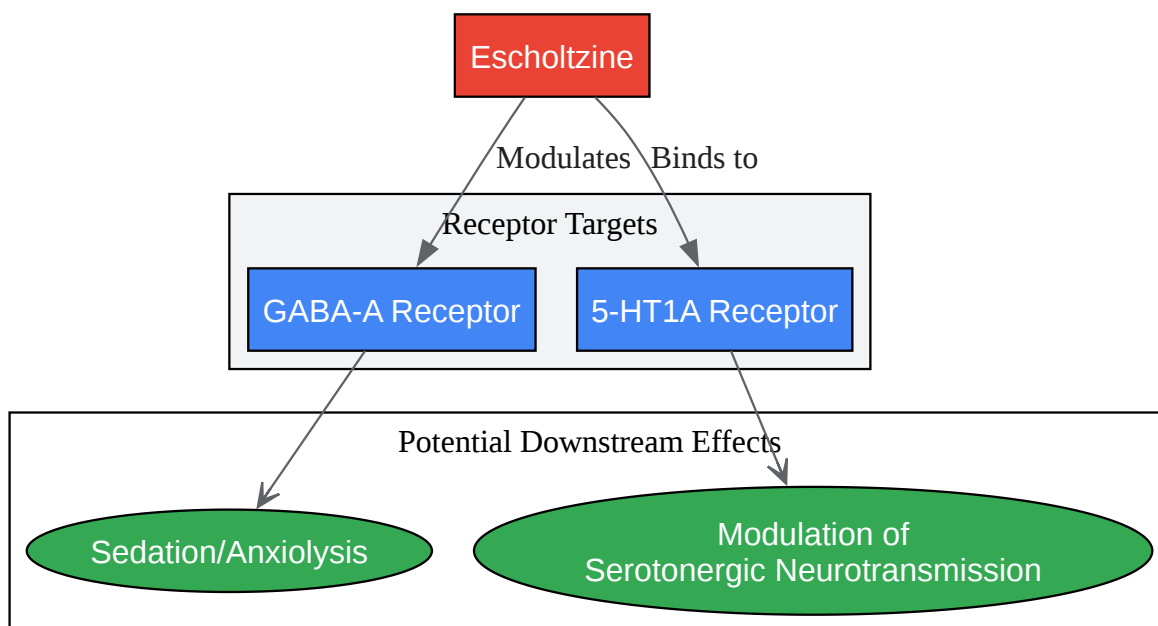 Escholtzine
Modulates
Binds to
Receptor Targets
GABA-A Receptor
5-HT1A Receptor
Potential Downstream Effects
Sedation/Anxiolysis
Modulation of
Serotonergic Neurotransmission